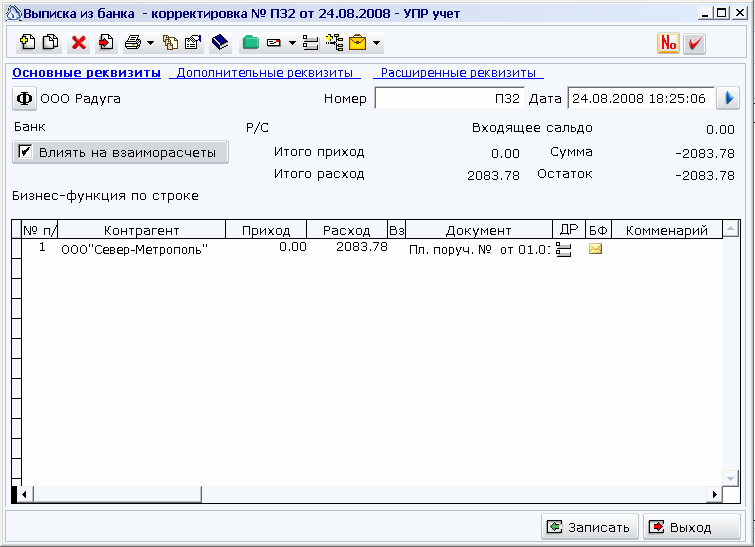 Выписка из банка - корректировка № П32 от 24.08.2008 - УПР учет
No
Основные реквизиты Дополнительные реквизиты Расширенные реквизиты
Ф ООО Радуга Номер П32 Дата 24.08.2008 18:25:06
Банк Р/С Входящее сальдо 0.00
Влиять на взаиморасчеты Итого приход 0.00 Сумма -2083.78
Итого расход 2083.78 Остаток -2083.78
Бизнес-функция по строке
№ п/ Контрагент Приход Расход Вз Документ ДР БФ Комменарий
1 ООО"Север-Метрополь" 0.00 2083.78 Пл. поруч. № от 01.0
Записать Выход